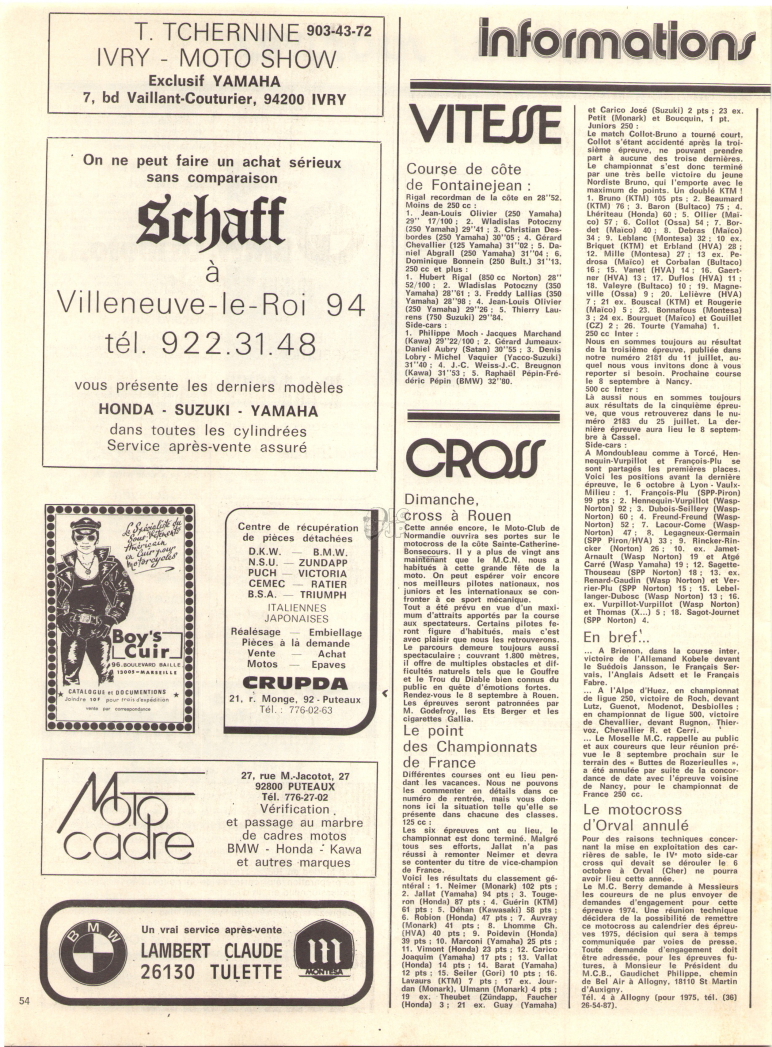 T. TCHERNINE 903-43-72
IVRY - MOTO SHOW
Exclusif YAMAHA
7, bd Vaillant-Couturier, 94200 IVRY
On ne peut faire un achat sérieux
sans comparaison
Schaff
à
Villeneuve-le-Roi 94
tél. 922.31.48
vous présente les derniers modèles
HONDA - SUZUKI - YAMAHA
dans toutes les cylindrées
Service après-vente assuré
Le Spécialiste du
Sous-Vêtements
Américain
en Cuir pour
motorcycles
Boy's
Cuir
96. BOULEVARD BAILLE
13005 - MARSEILLE
CATALOGUE et DOCUMENTIONS
Joindre 10F pour frais d'expédition
vente par correspondance
Centre de récupération
de pièces détachées
D.K.W. — B.M.W.
N.S.U. — ZUNDAPP
PUCH — VICTORIA
CEMEC — RATIER
B.S.A. — TRIUMPH
ITALIENNES
JAPONAISES
Réalésage — Embiellage
Pièces à là demande
Vente — Achat
Motos — Epaves
CRUPDA
21, r. Monge, 92 - Puteaux
Tél. : 776-02-63
Moto
cadre
27, rue M.-Jacotot, 27
92800 PUTEAUX
Tél. 776-27-02
Vérification
et passage au marbre
de cadres motos
BMW - Honda - Kawa
et autres marques
BMW
Un vrai service après-vente
LAMBERT CLAUDE
26130 TULETTE
MONTESA
54
informations
VITESSE
Course de côte
de Fontainejean :
Rigal recordman de la côte en 28"52.
Moins de 250 cc :
1. Jean-Louis Olivier (250 Yamaha)
29" 17/100 ; 2. Wladislas Potoczny
(250 Yamaha) 29"41 ; 3. Christian Des-
bordes (250 Yamaha) 30"05 ; 4. Gérard
Chevallier (125 Yamaha) 31"02 ; 5. Da-
niel Abgrall (250 Yamaha) 31"04 ; 6.
Dominique Bonnein (250 Bult.) 31"13.
250 cc et plus :
1. Hubert Rigal (850 cc Norton) 28"
52/100 ; 2. Wladislas Potoczny (350
Yamaha) 28"61 ; 3. Freddy Lallias (350
Yamaha) 28"98 ; 4. Jean-Louis Olivier
(250 Yamaha) 29"26 ; 5. Thierry Lau-
rens (750 Suzuki) 29"84.
Side-cars :
1. Philippe Moch - Jacques Marchand
(Kawa) 29"22/100 ; 2. Gérard Jumeaux-
Daniel Aubry (Satan) 30"55 ; 3. Denis
Lobry - Michel Vaquier (Yacco-Suzuki)
31"40 ; 4. J.-C. Weiss-J.-C. Breugnon
(Kawa) 31"53 ; 5. Raphaël Pépin-Fré-
déric Pépin (BMW) 32"80.
CROSS
Dimanche,
cross à Rouen
Cette année encore, le Moto-Club de
Normandie ouvrira ses portes sur le
motocross de la côte Sainte-Catherine-
Bonsecours. Il y a plus de vingt ans
maintenant que le M.C.N. nous a
habitués à cette grande fête de la
moto. On peut espérer voir encore
nos meilleurs pilotes nationaux, nos
juniors et les internationaux se con-
fronter à ce sport mécanique.
Tout a été prévu en vue d'un maxi-
mum d'attraits apportés par la course
aux spectateurs. Certains pilotes fe-
ront figure d'habitués, mais c'est
avec plaisir que nous les retrouverons.
Le parcours demeure toujours aussi
spectaculaire ; couvrant 1.800 mètres,
il offre de multiples obstacles et dif-
ficultés naturels tels que le Gouffre
et le Trou du Diable bien connus du
public en quête d'émotions fortes.
Rendez-vous le 8 septembre à Rouen.
Les épreuves seront patronnées par
M. Godefroy, les Ets Berger et les
cigarettes Gallia.
Le point
des Championnats
de France
Différentes courses ont eu lieu pen-
dant les vacances. Nous ne pouvons
les commenter en détails dans ce
numéro de rentrée, mais vous don-
nons ici la situation telle qu'elle se
présente dans chacune des classes.
125 cc :
Les six épreuves ont eu lieu, le
championnat est donc terminé. Malgré
tous ses efforts, Jallat n'a pas
réussi à remonter Neimer et devra
se contenter du titre de vice-champion
de France.
Voici les résultats du classement gé-
ntéral : 1. Neimer (Monark) 102 pts ;
2. Jallat (Yamaha) 94 pts ; 3. Touge-
ron (Honda) 87 pts ; 4. Guérin (KTM)
61 pts ; 5. Déhan (Kawasaki) 58 pts ;
6. Robion (Honda) 47 pts ; 7. Auvray
(Monark) 41 pts ; 8. Lhomme Ch.
(HVA) 40 pts ; 9. Poidevin (Honda)
39 pts ; 10. Marconi (Yamaha) 25 pts ;
11. Vimont (Honda) 23 pts ; 12. Carico
Joaquim (Yamaha) 17 pts ; 13. Vallat
(Honda) 14 pts ; 14. Barat (Yamaha)
12 pts ; 15. Seiler (Gori) 10 pts ; 16.
Lavaurs (KTM) 7 pts ; 17 ex. Jour-
dan (Monark), Ulmann (Monark) 4 pts ;
19 ex. Theubet (Zündapp, Faucher
(Honda) 3 ; 21 ex. Guay (Yamaha)
et Carico José (Suzuki) 2 pts ; 23 ex.
Petit (Monark) et Boucquin, 1 pt.
Juniors 250 :
Le match Collot-Bruno a tourné court,
Collot s'étant accidenté après la troi-
sième épreuve, ne pouvant prendre
part à aucune des troise dernières.
Le championnat s'est donc terminé
par une très belle victoire du jeune
Nordiste Bruno, qui l'emporte avec le
maximum de points. Un doublé KTM !
1. Bruno (KTM) 105 pts ; 2. Beaumard
(KTM) 76 ; 3. Baron (Bultaco) 75 ; 4.
Lhériteau (Honda) 60 ; 5. Ollier (Mai-
co) 57 ; 6. Collot (Ossa) 54 ; 7. Bor-
det (Maïco) 40 ; 8. Debras (Maïco)
34 ; 9. Leblanc (Montesa) 32 ; 10 ex.
Briquet (KTM) et Erbland (HVA) 28 ;
12. Mille (Montesa) 27 ; 13 ex. Pe-
drosa (Maïco) et Corbalan (Bultaco)
16 ; 15. Vanet (HVA) 14 ; 16. Gaert-
ner (HVA) 13 ; 17. Duflos (HVA) 11 ;
18. Valeyre (Bultaco) 10 ; 19. Magne-
ville (Ossa) 9 ; 20. Lelièvre (HVA)
7 ; 21 ex. Bouscal (KTM) et Rougerie
(Maïco) 5 ; 23. Bonnafous (Montesa)
3 ; 24 ex. Bourguet (Maïco) et Gouillet
(CZ) 2 ; 26. Tourte (Yamaha) 1.
250 cc Inter :
Nous en sommes toujours au résultat
de la troisième épreuve, publiée dans
notre numéro 2181 du 11 juillet, au-
quel nous vous invitons donc à vous
reporter si besoin. Prochaine course
le 8 septembre à Nancy.
500 cc Inter :
Là aussi nous en sommes toujours
aux résultats de la cinquième épreu-
ve, que vous retrouverez dans le nu-
méro 2183 du 25 juillet. La der-
nière épreuve aura lieu le 8 septem-
bre à Cassel.
Side-cars :
A Mondoubleau comme à Torcé, Hen-
nequin-Vurpillot et François-Plu se
sont partagés les premières places.
Voici les positions avant la dernière
épreuve, le 6 octobre à Lyon - Vaulx-
Milieu : 1. François-Plu (SPP-Piron)
99 pts ; 2. Hennequin-Vurpillot (Wasp-
Norton) 92 ; 3. Dubois-Seillery (Wasp-
Norton) 60 ; 4. Freund-Freund (Wasp-
Norton) 52 ; 7. Lacour-Come (Wasp-
Norton) 47 ; 8. Legagneux-Germain
(SPP Piron/HVA) 33 ; 9. Rincker-Rin-
cker (Norton) 26 ; 10. ex. Jamet-
Arnault (Wasp Norton) 19 et Atgé
Carré (Wasp Yamaha) 19 ; 12. Sagette-
Thouseau (SPP Norton) 18 ; 13. ex.
Renard-Gaudin (Wasp Norton) et Ver-
rier-Plu (SPP Norton) 15 ; 15. Lebel-
langer-Dubosc (Wasp Norton) 13 ; 16.
ex. Vurpillot-Vurpillot (Wasp Norton)
et Thomas (X...) 5 ; 18. Sagot-Journet
(SPP Norton) 4.
En bref...
... A Brienon, dans la course inter,
victoire de l'Allemand Kobele devant
le Suédois Jansson, le Français Ser-
vais, l'Anglais Adsett et le Français
Fabre.
... A l'Alpe d'Huez, en championnat
de ligue 250, victoire de Roch, devant
Lutz, Guenot, Modenot, Desbiolles ;
en championnat de ligue 500, victoire
de Chevalier, devant Rugnon, Thier-
voz, Chevallier R. et Cerri.
... Le Moselle M.C. rappelle au public
et aux coureurs que leur réunion pré-
vue le 8 septembre prochain sur le
terrain des « Buttes de Rozerieulles »,
a été annulée par suite de la concor-
dance de date avec l'épreuve voisine
de Nancy, pour le championnat de
France 250 cc.
Le motocross
d'Orval annulé
Pour des raisons techniques concer-
nant la mise en exploitation des car-
rières de sable, le IVᵉ moto side-car
cross qui devait se dérouler le 6
octobre à Orval (Cher) ne pourra
avoir lieu cette année.
Le M.C. Berry demande à Messieurs
les coureurs de ne plus envoyer de
demandes d'engagement pour cette
épreuve 1974. Une réunion technique
décidera de la possibilité de remettre
ce motocross au calendrier des épreu-
ves 1975, décision qui sera à temps
communiquée par voies de presse.
Toute demande d'engagement doit
être adressée, pour les épreuves fu-
tures, à Monsieur le Président du
M.C.B., Gaudichet Philippe, chemin
de Bel Air à Allogny, 18110 St Martin
d'Auxigny.
Tél. 4 à Allogny (pour 1975, tél. (36)
26-54-87).